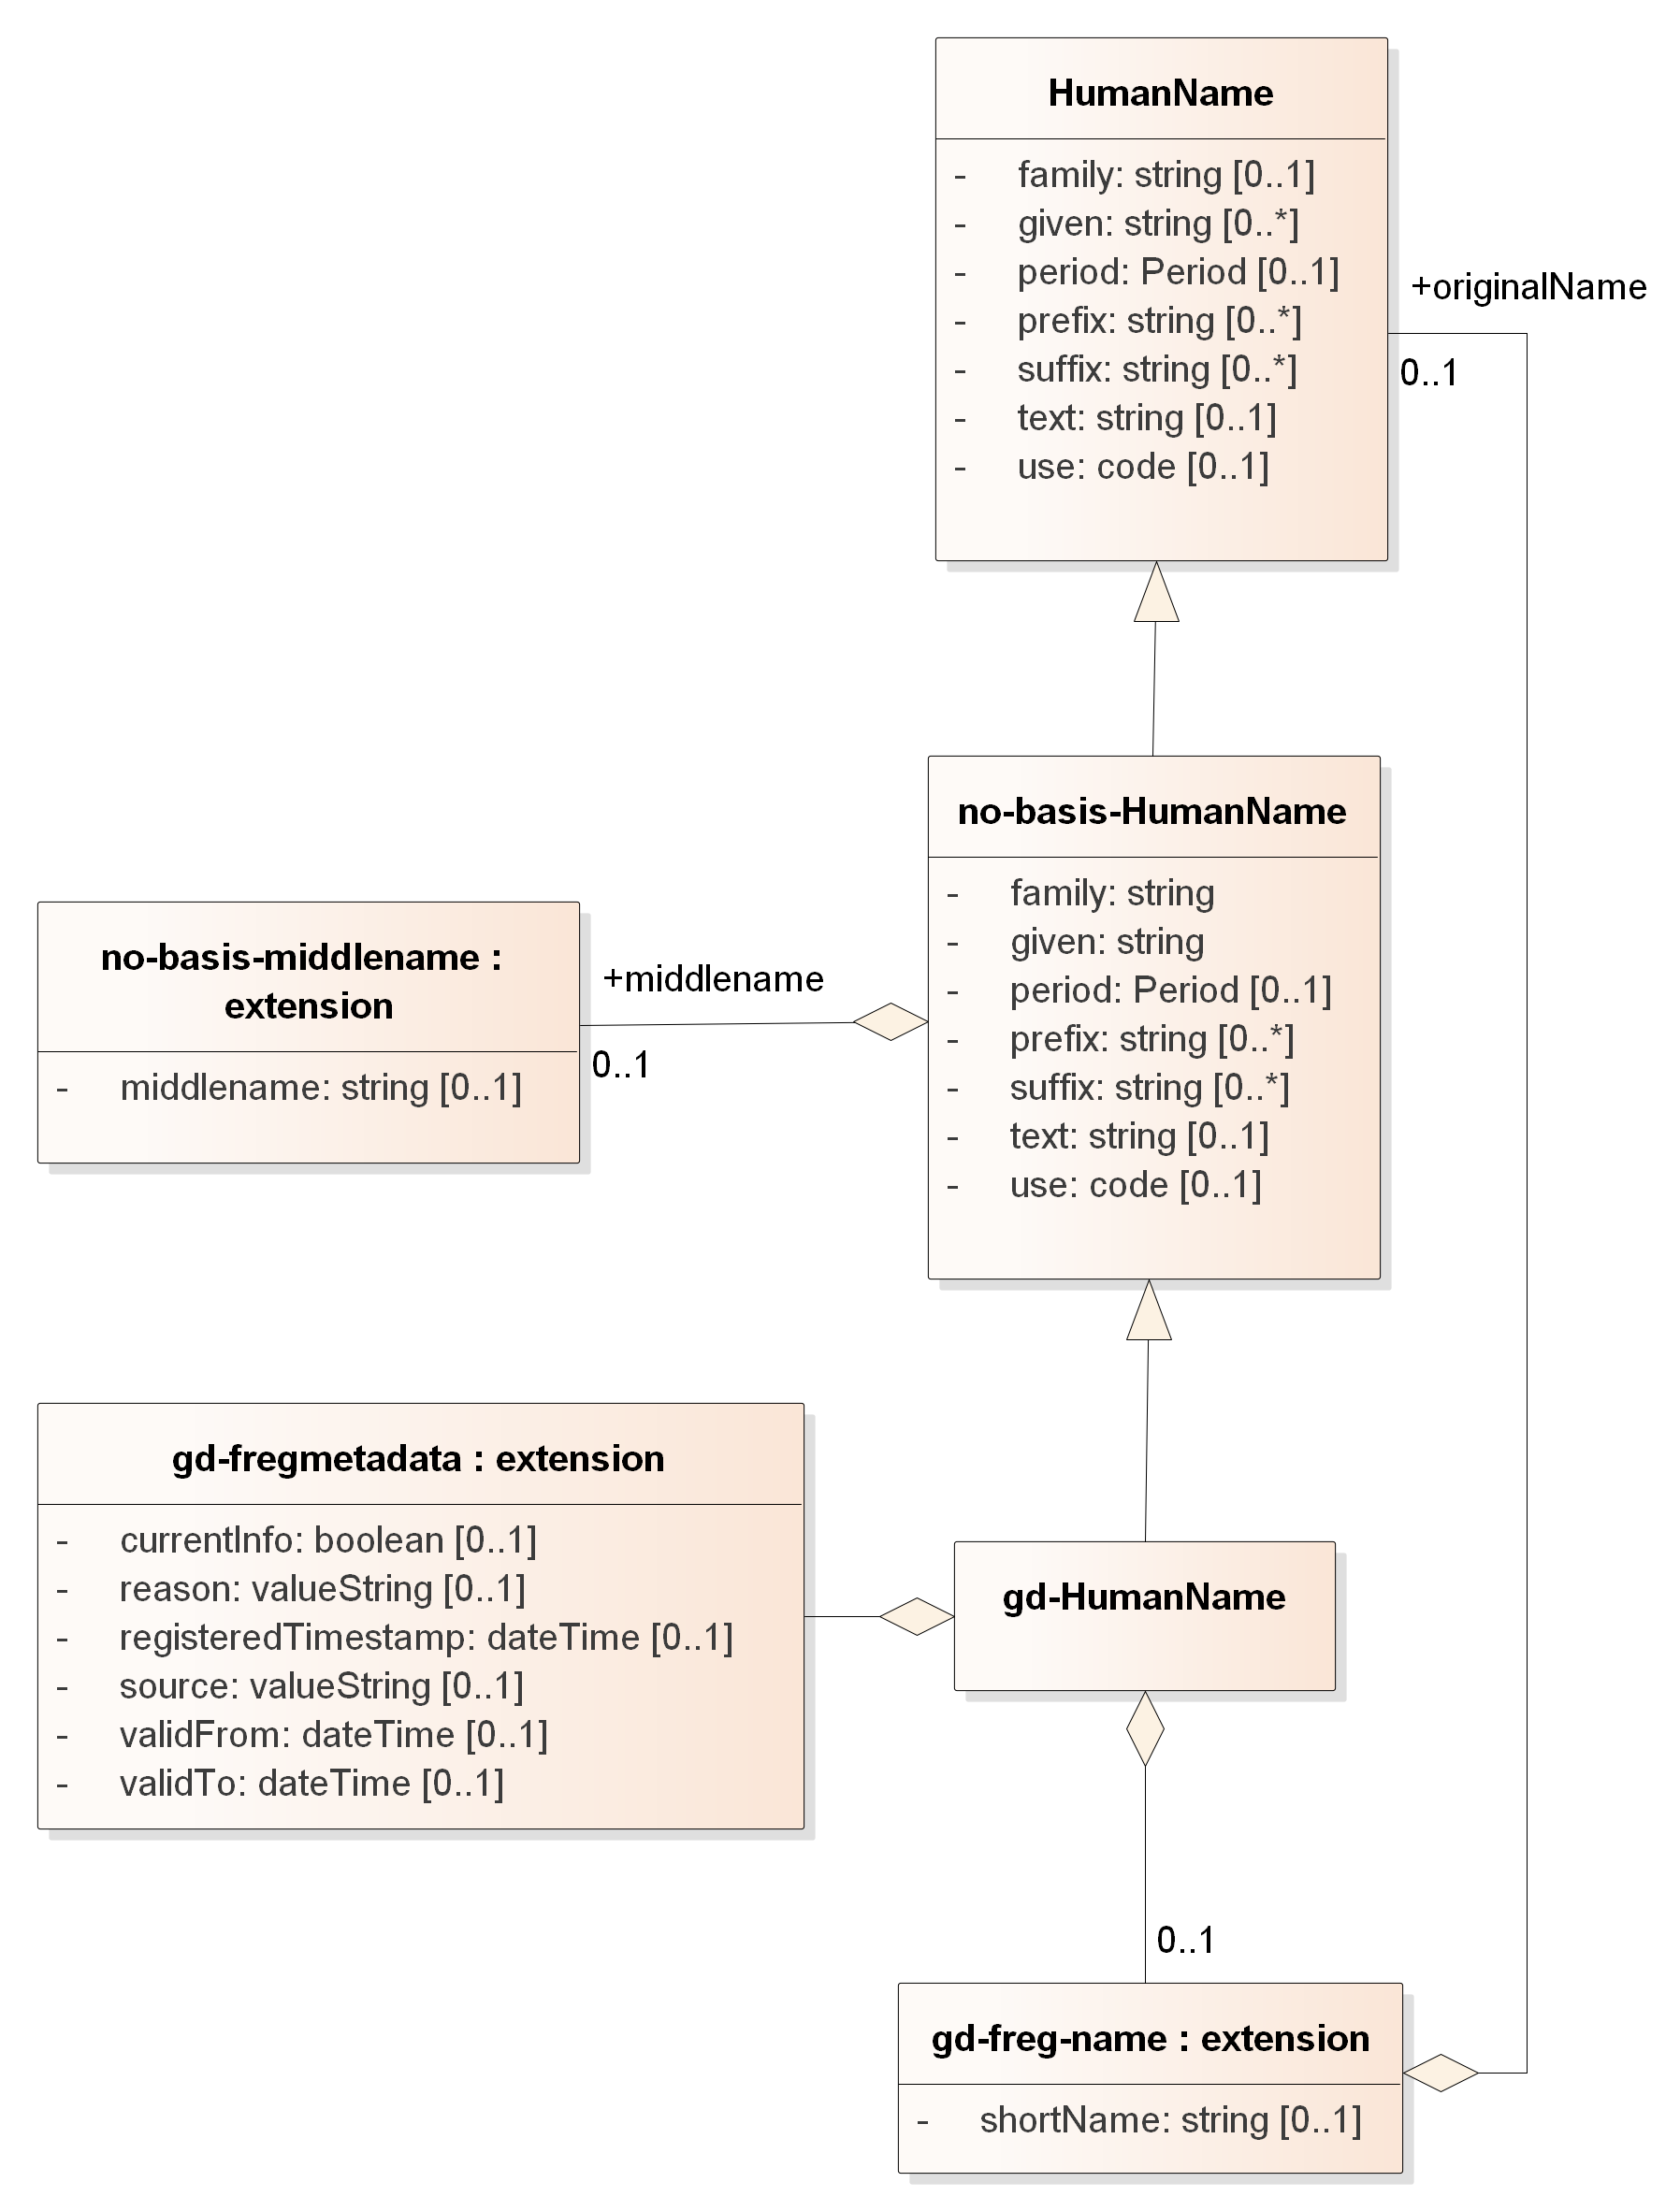 HumanName
- family: string [0..1]
- given: string [0..*]
- period: Period [0..1]
- prefix: string [0..*]
- suffix: string [0..*]
- text: string [0..1]
- use: code [0..1]
+originalName
0..1
no-basis-HumanName
- family: string
- given: string
- period: Period [0..1]
- prefix: string [0..*]
- suffix: string [0..*]
- text: string [0..1]
- use: code [0..1]
no-basis-middlename :
extension
- middlename: string [0..1]
+middlename
0..1
gd-fregmetadata : extension
- currentInfo: boolean [0..1]
- reason: valueString [0..1]
- registeredTimestamp: dateTime [0..1]
- source: valueString [0..1]
- validFrom: dateTime [0..1]
- validTo: dateTime [0..1]
gd-HumanName
0..1
gd-freg-name : extension
- shortName: string [0..1]